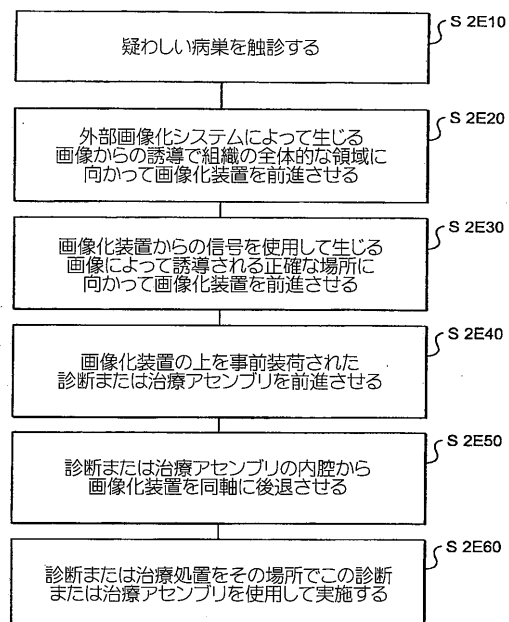 疑わしい病巣を触診する
S 2E10
外部画像化システムによって生じる
画像からの誘導で組織の全体的な領域に
向かって画像化装置を前進させる
S 2E20
画像化装置からの信号を使用して生じる
画像によって誘導される正確な場所に
向かって画像化装置を前進させる
S 2E30
画像化装置の上を事前装荷された
診断または治療アセンブリを前進させる
S 2E40
診断または治療アセンブリの内腔から
画像化装置を同軸に後退させる
S 2E50
診断または治療処置をその場所でこの診断
または治療アセンブリを使用して実施する
S 2E60